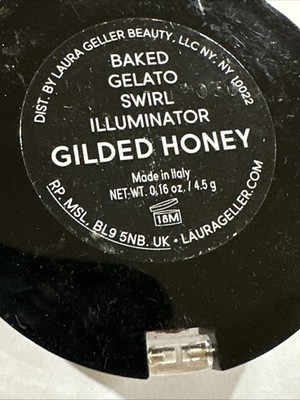 DIST. BY LAURA GELLER BEAUTY, LLC NY, NY 10022
BAKED
GELATO
SWIRL
ILLUMINATOR
GILDED HONEY
Made in Italy
NET-WT. 0.16 oz. / 4.5 g
18M
RP. MSL. BL9 5NB. UK • LAURAGELLER.COM